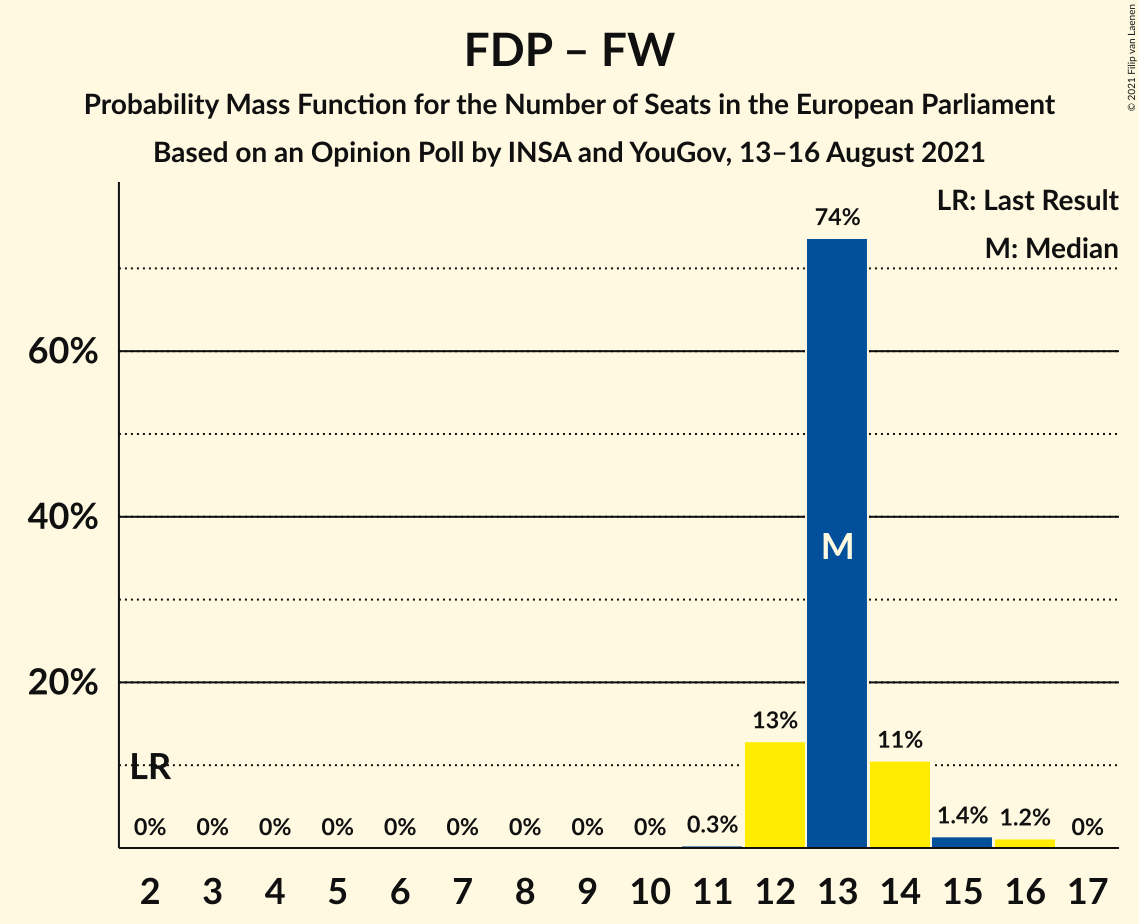 FDP – FW
Probability Mass Function for the Number of Seats in the European Parliament
Based on an Opinion Poll by INSA and YouGov, 13–16 August 2021
© 2021 Filip van Laenen
LR: Last Result
M: Median
74%
60%
40%
M
20%
13%
11%
LR
0% 0% 0% 0% 0% 0% 0% 0% 0% 0.3% 1.4% 1.2% 0%
2 3 4 5 6 7 8 9 10 11 12 13 14 15 16 17